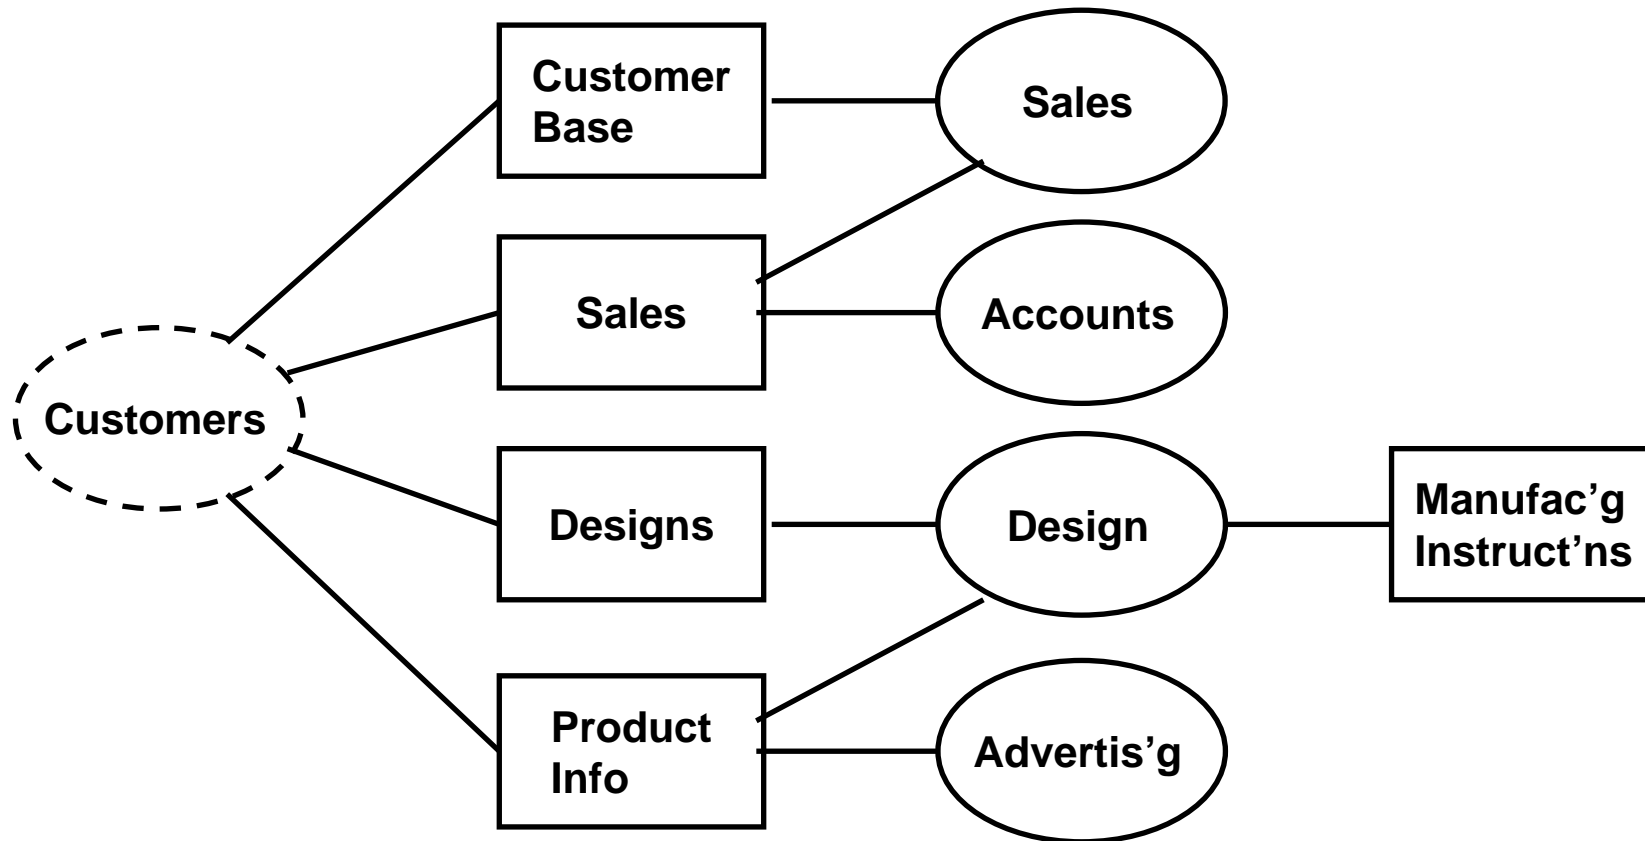 Customer
Base
Sales
Sales
Accounts
Customers
Designs
Design
Manufac’g
Instruct’ns
Product
Info
Advertis’g